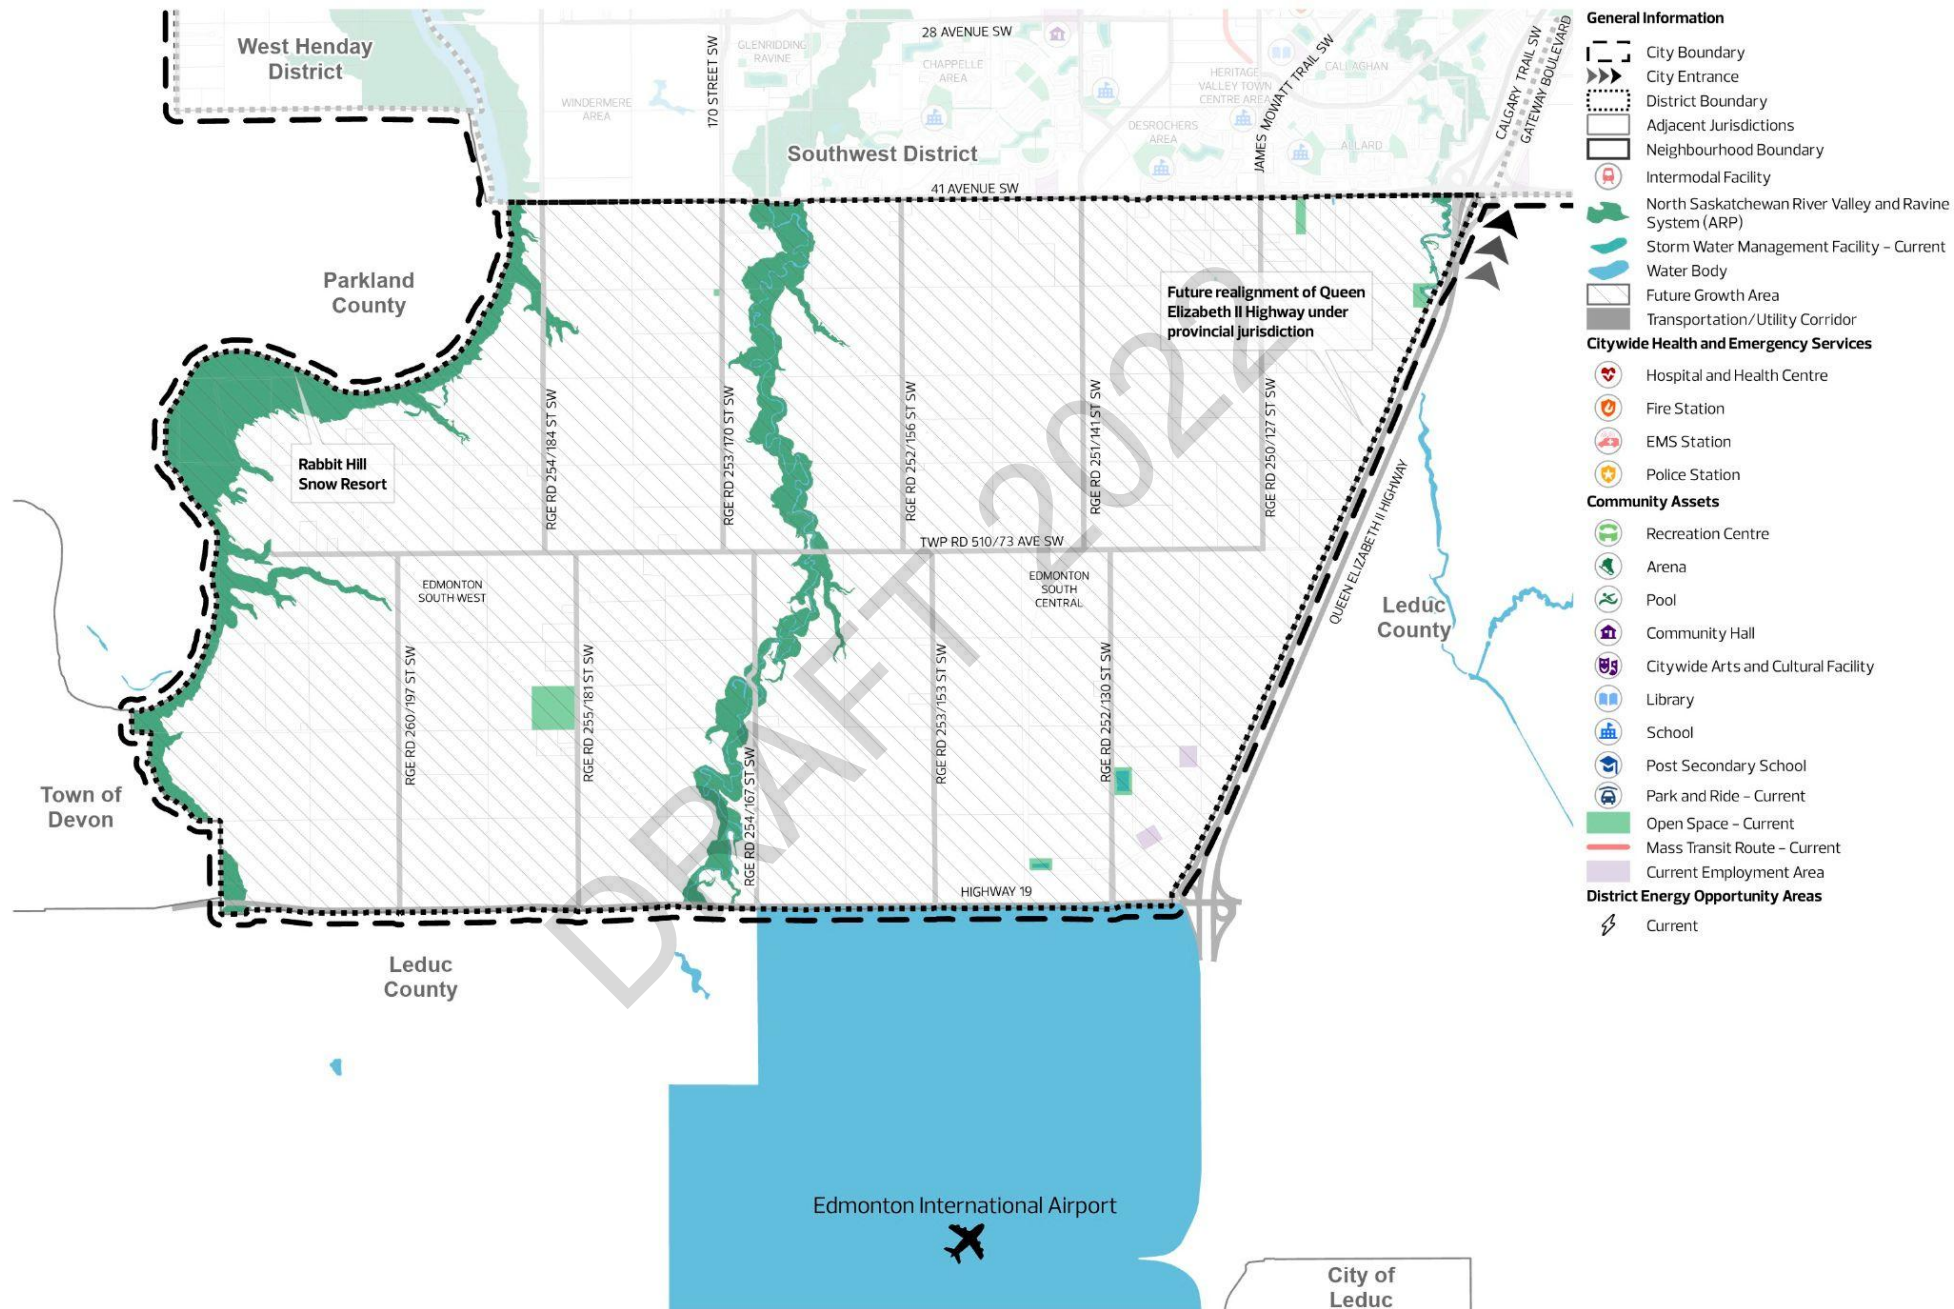 West Henday
District
28 AVENUE SW
GLENRIDDING
RAVINE
CHAPPELLE
AREA
WINDERMERE
AREA
170 STREET SW
HERITAGE
VALLEY TOWN
CENTRE AREA
CALLAGHAN
JAMES MOWATT TRAIL SW
DESROCHERS
AREA
ALLARD
CALGARY TRAIL SW
GATEWAY BOULEVARD
Southwest District
41 AVENUE SW
Parkland
County
Future realignment of Queen
Elizabeth II Highway under
provincial jurisdiction
Rabbit Hill
Snow Resort
RGE RD 254/184 ST SW
RGE RD 253/170 ST SW
RGE RD 252/156 ST SW
RGE RD 251/141 ST SW
RGE RD 250/127 ST SW
QUEEN ELIZABETH II HIGHWAY
TWP RD 510/73 AVE SW
EDMONTON
SOUTH WEST
EDMONTON
SOUTH
CENTRAL
Leduc
County
RGE RD 260/197 ST SW
RGE RD 255/181 ST SW
RGE RD 254/167 ST SW
RGE RD 253/153 ST SW
RGE RD 252/130 ST SW
Town of
Devon
HIGHWAY 19
Leduc
County
DRAFT 2022
Edmonton International Airport
City of
Leduc
General Information
City Boundary
City Entrance
District Boundary
Adjacent Jurisdictions
Neighbourhood Boundary
Intermodal Facility
North Saskatchewan River Valley and Ravine
System (ARP)
Storm Water Management Facility – Current
Water Body
Future Growth Area
Transportation/Utility Corridor
Citywide Health and Emergency Services
Hospital and Health Centre
Fire Station
EMS Station
Police Station
Community Assets
Recreation Centre
Arena
Pool
Community Hall
Citywide Arts and Cultural Facility
Library
School
Post Secondary School
Park and Ride – Current
Open Space – Current
Mass Transit Route – Current
Current Employment Area
District Energy Opportunity Areas
Current